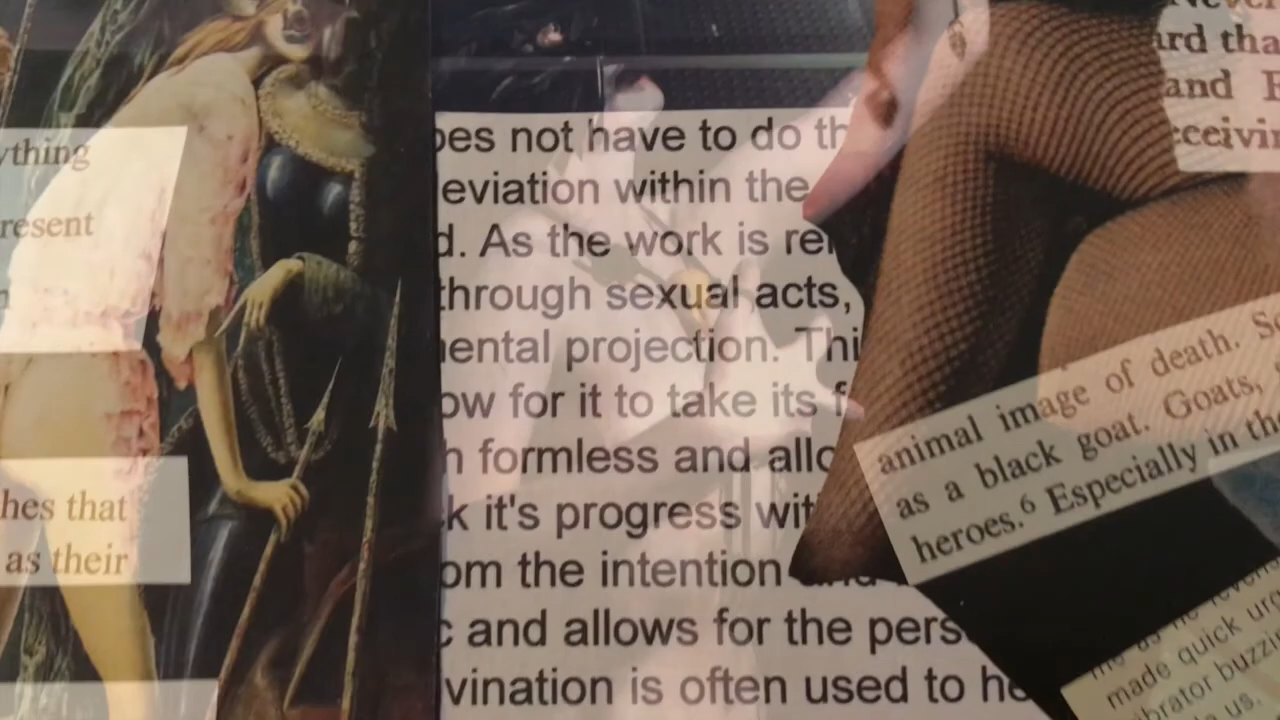 ything
resent
hes that
as their
oes not have to do th
eviation within the
d. As the work is re
through sexual acts,
ental projection. Thi
ow for it to take its f
h formless and allo
k it's progress wit
om the intention and
c and allows for the pers
vination is often used to he
Never
ard tha
and
ceivin
animal image of death. S
as a black goat. Goats,
heroes.⁶ Especially in th
made quick ur
brator buzzi
us.